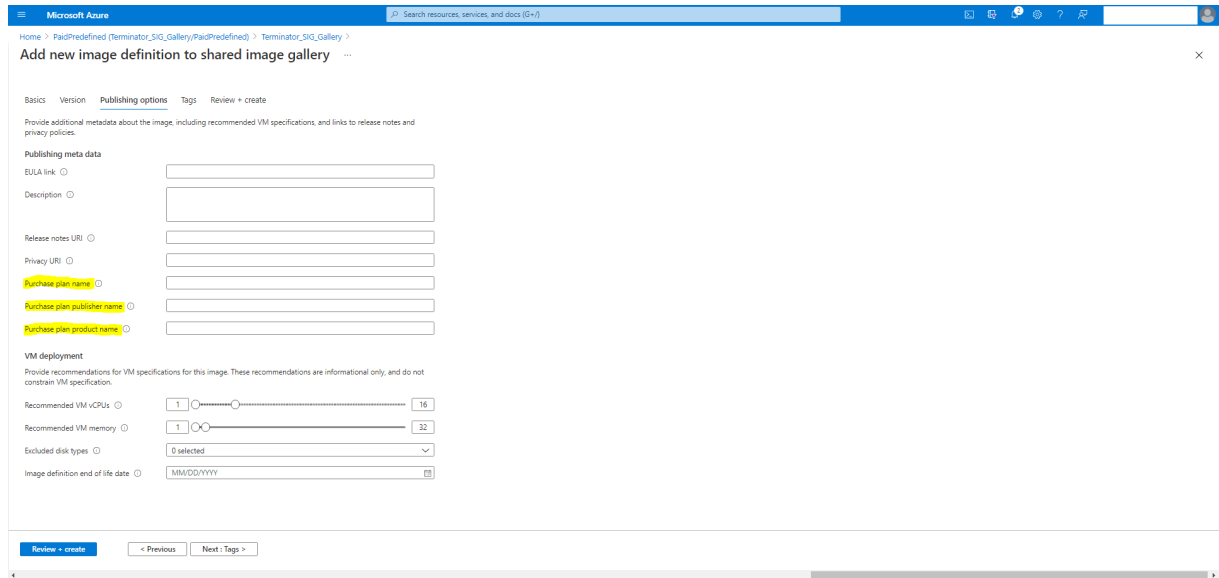 Microsoft Azure
Search resources, services, and docs (G+/)
2
Home > PaidPredefined (Terminator_SIG_Gallery/PaidPredefined) > Terminator_SIG_Gallery >
Add new image definition to shared image gallery ...
Basics Version Publishing options Tags Review + create
Provide additional metadata about the image, including recommended VM specifications, and links to release notes and
privacy policies.
Publishing meta data
EULA link
Description
Release notes URI
Privacy URI
Purchase plan name
Purchase plan publisher name
Purchase plan product name
VM deployment
Provide recommendations for VM specifications for this image. These recommendations are informational only, and do not
constrain VM specification.
Recommended VM vCPUs 1 16
Recommended VM memory 1 32
Excluded disk types 0 selected
Image definition end of life date MM/DD/YYYY
Review + create < Previous Next : Tags >